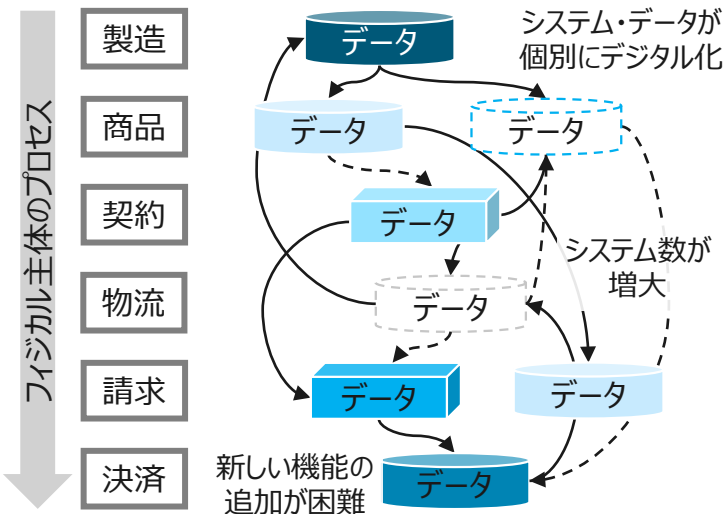 フィジカル主体のプロセス
製造
商品
契約
物流
請求
決済
データ
システム・データが
個別にデジタル化
データ
データ
データ
システム数が
増大
データ
データ
データ
新しい機能の
追加が困難
データ